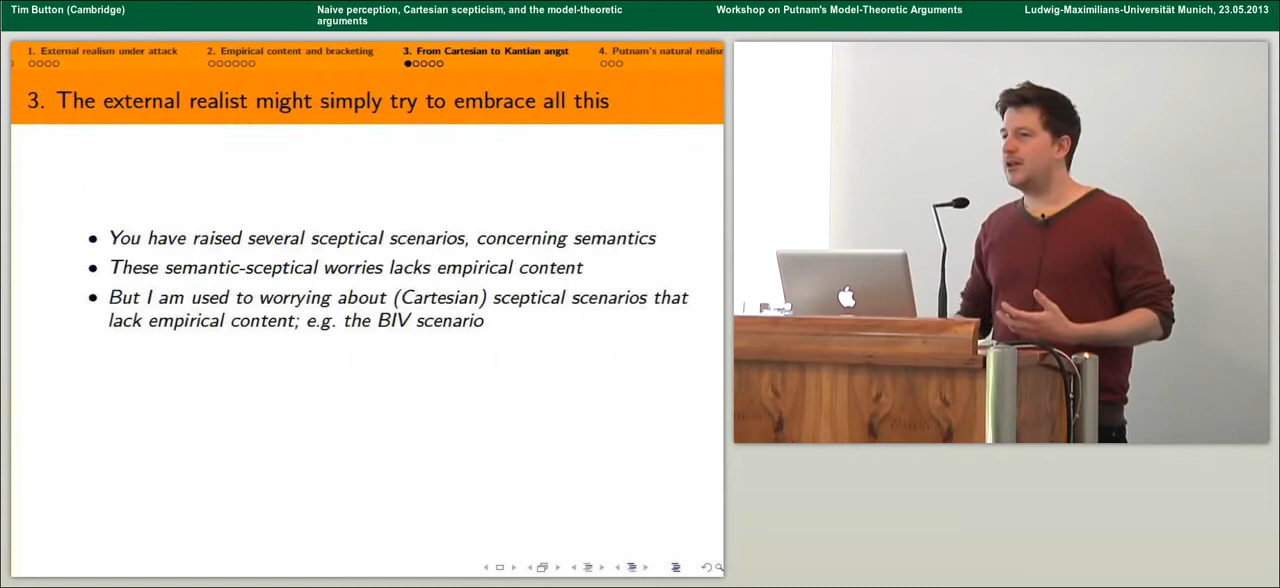 Tim Button (Cambridge)
Naive perception, Cartesian scepticism, and the model-theoretic
arguments
Workshop on Putnam's Model-Theoretic Arguments
Ludwig-Maximilians-Universität Munich, 23.05.2013
1. External realism under attack
2. Empirical content and bracketing
3. From Cartesian to Kantian angst
4. Putnam's natural realisr
3. The external realist might simply try to embrace all this
• You have raised several sceptical scenarios, concerning semantics
• These semantic-sceptical worries lacks empirical content
• But I am used to worrying about (Cartesian) sceptical scenarios that
lack empirical content; e.g. the BIV scenario